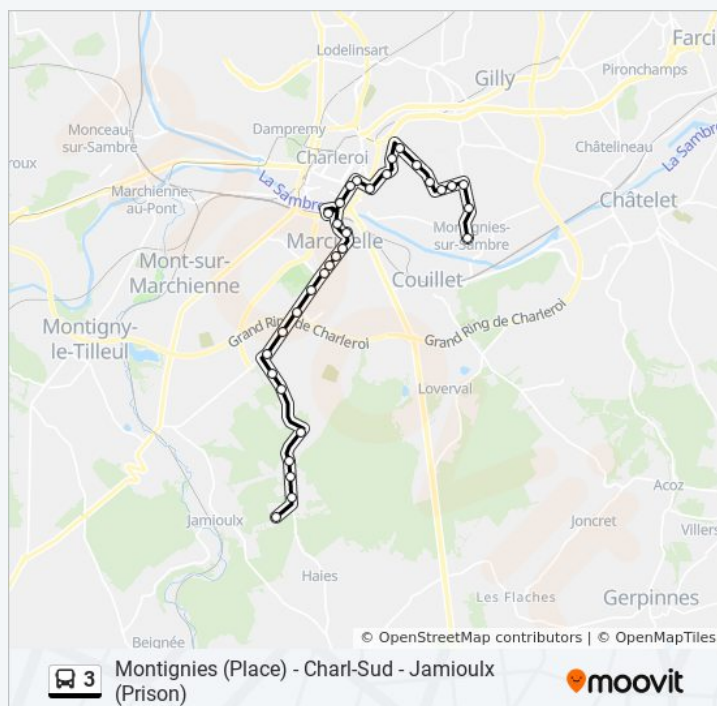 Farci
Lodelinsart
Gilly
Pironchamps
Monceau
sur-Sambre
Dampremy
Charleroi
Châtelineau
La Sambre
roux
Marchienne
au-Pont
La Sambre
Châtelet
Marcinelle
Montignies
sur-Sambre
Mont-sur-
Marchienne
Couillet
Montigny
le-Tilleul
Grand Ring de Charleroi
Grand Ring de Charleroi
Loverval
Acoz
Jamioulx
Joncret
Villers
Haies
Les Flaches
Gerpinnes
Beignée
© OpenStreetMap contributors | © OpenMapTiles
3
Montignies (Place) - Charl-Sud - Jamioulx
(Prison)
moovit